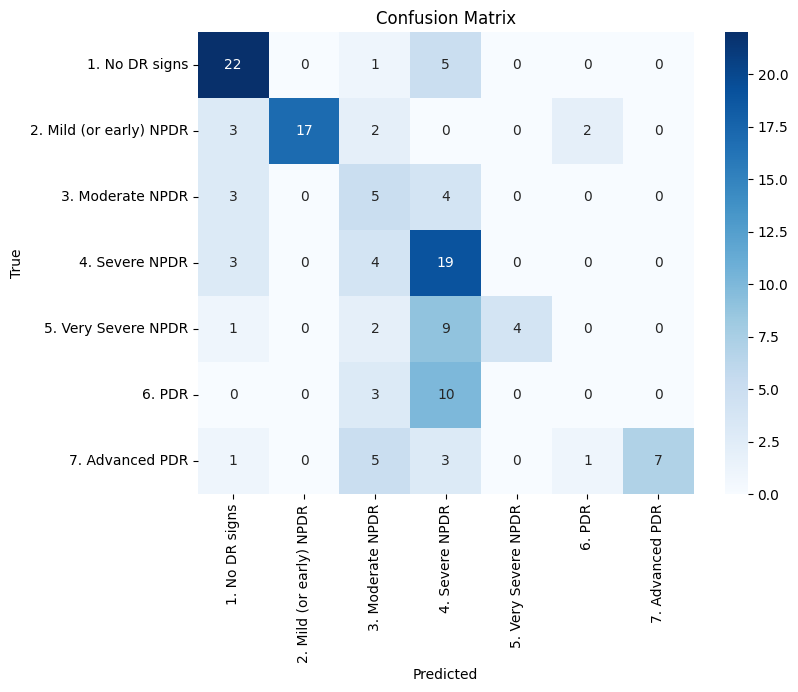 Confusion Matrix
True
1. No DR signs 22 0 1 5 0 0 0
2. Mild (or early) NPDR 3 17 2 0 0 2 0
3. Moderate NPDR 3 0 5 4 0 0 0
4. Severe NPDR 3 0 4 19 0 0 0
5. Very Severe NPDR 1 0 2 9 4 0 0
6. PDR 0 0 3 10 0 0 0
7. Advanced PDR 1 0 5 3 0 1 7
1. No DR signs
2. Mild (or early) NPDR
3. Moderate NPDR
4. Severe NPDR
5. Very Severe NPDR
6. PDR
7. Advanced PDR
Predicted
20.0
17.5
15.0
12.5
10.0
7.5
5.0
2.5
0.0